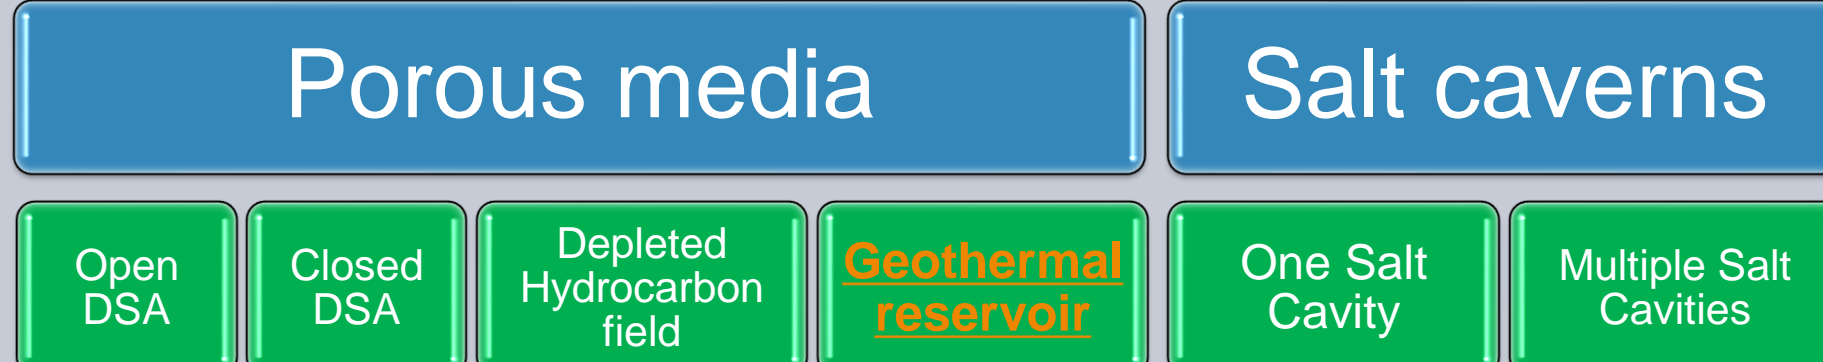 Porous media
Salt caverns
Open
DSA
Closed
DSA
Depleted
Hydrocarbon
field
Geothermal
reservoir
One Salt
Cavity
Multiple Salt
Cavities